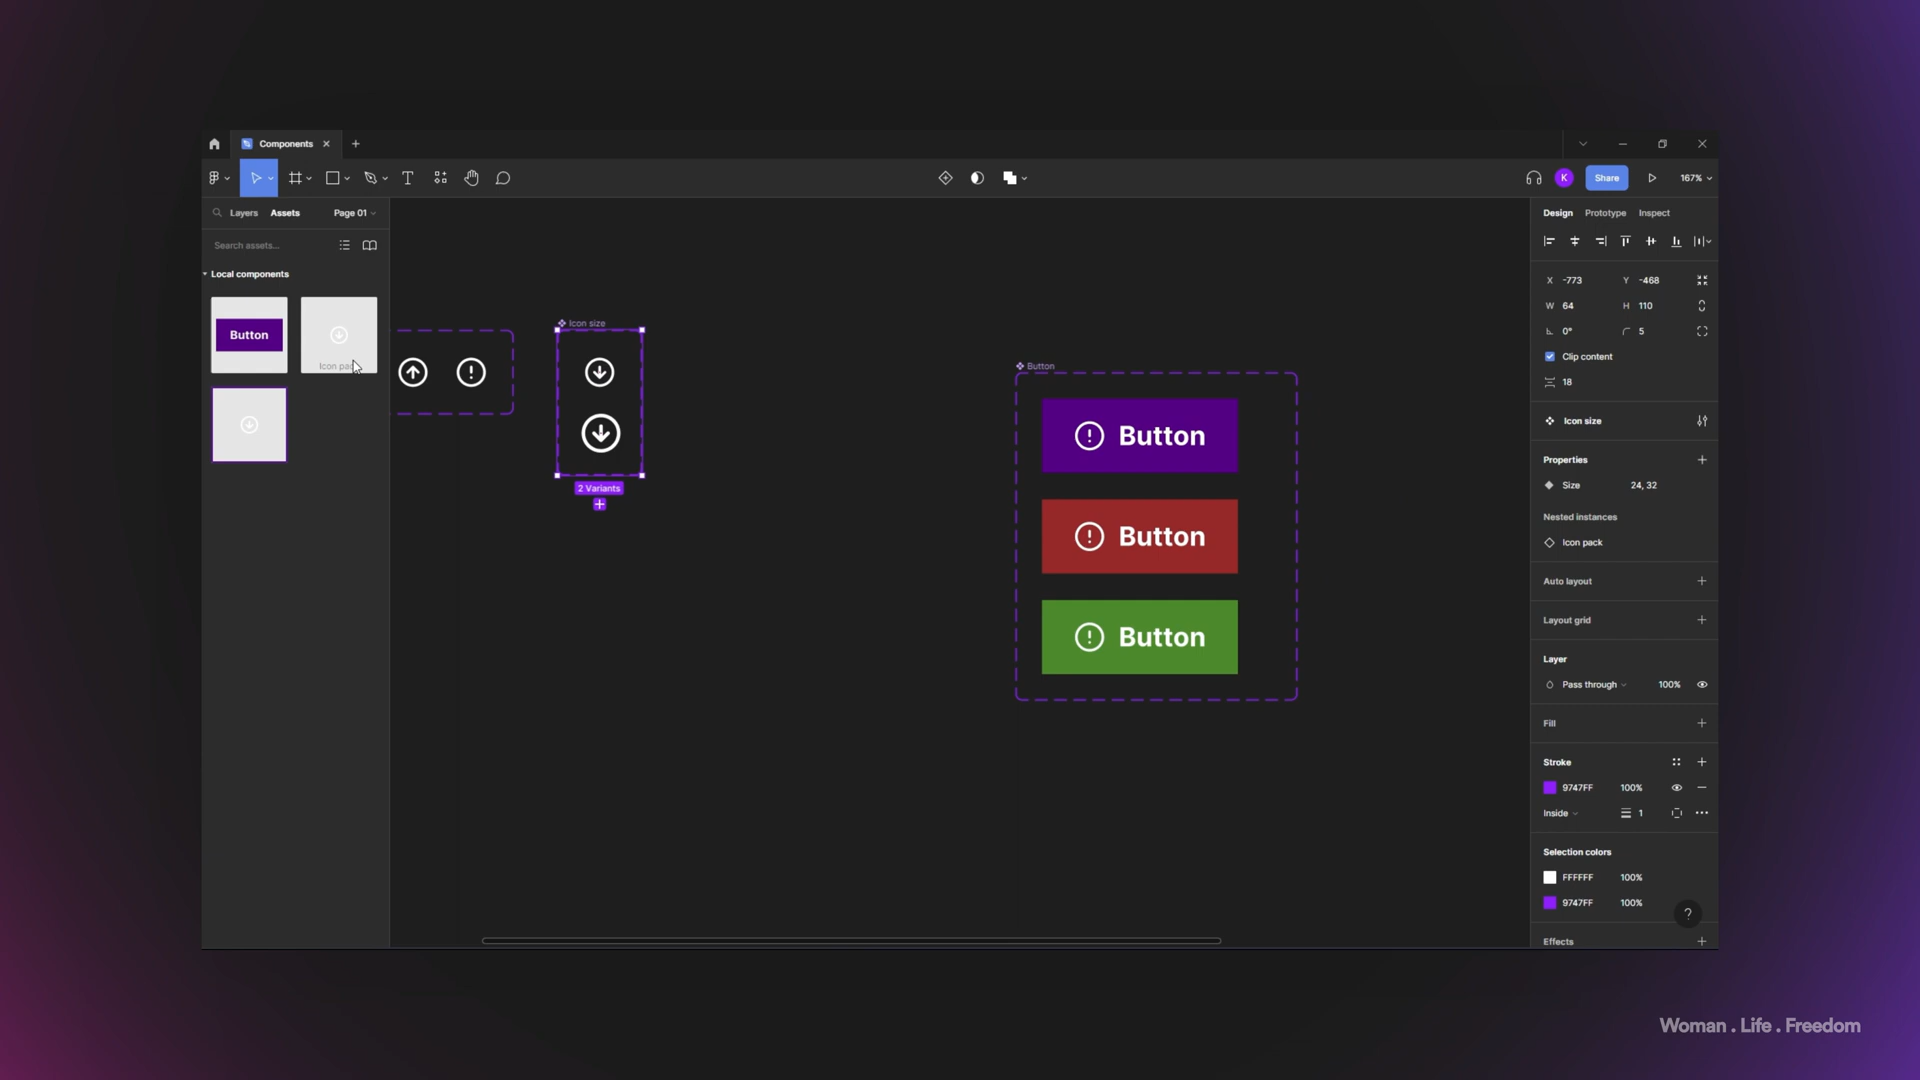 Components
Share
K
167%
Layers
Assets
Page 01
Design
Prototype
Inspect
Search assets...
Local components
Button
Icon size
2 Variants
Button
Button
Button
Button
X -773
Y -468
W 64
H 110
0°
5
Clip content
18
Icon size
Properties
Size 24, 32
Nested instances
Icon pack
Auto layout
Layout grid
Layer
Pass through 100%
Fill
Stroke
9747FF 100%
Inside 1
Selection colors
FFFFFF 100%
9747FF 100%
?
Effects
Woman . Life . Freedom